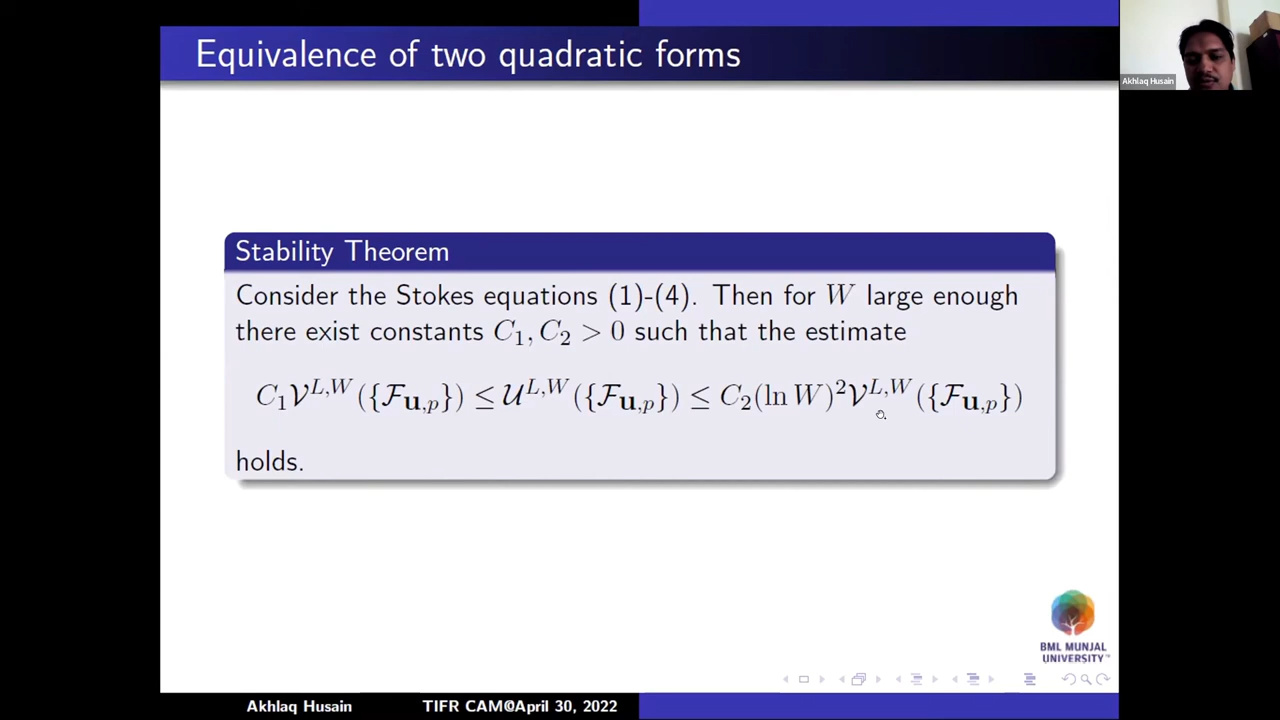 Equivalence of two quadratic forms
Akhlaq Husain
Stability Theorem
Consider the Stokes equations (1)-(4). Then for W large enough
there exist constants C₁, C₂ > 0 such that the estimate
C₁𝒱^{L,W}({ℱ_{𝐮,p}}) ≤ 𝒰^{L,W}({ℱ_{𝐮,p}}) ≤ C₂(ln W)²𝒱^{L,W}({ℱ_{𝐮,p}})
holds.
BML MUNJAL
UNIVERSITY™
Akhlaq Husain TIFR CAM@April 30, 2022